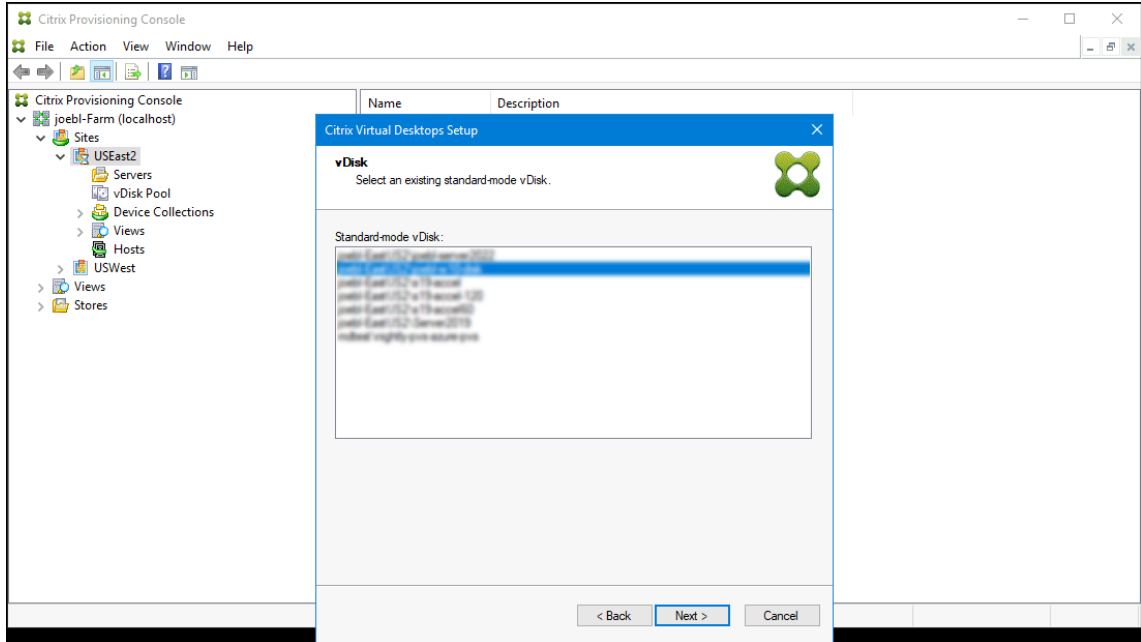 Citrix Provisioning Console
File Action View Window Help
Citrix Provisioning Console
joebl-Farm (localhost)
Sites
USEast2
Servers
vDisk Pool
Device Collections
Views
Hosts
USWest
Views
Stores
Name Description
Citrix Virtual Desktops Setup
vDisk
Select an existing standard-mode vDisk.
Standard-mode vDisk:
< Back Next > Cancel